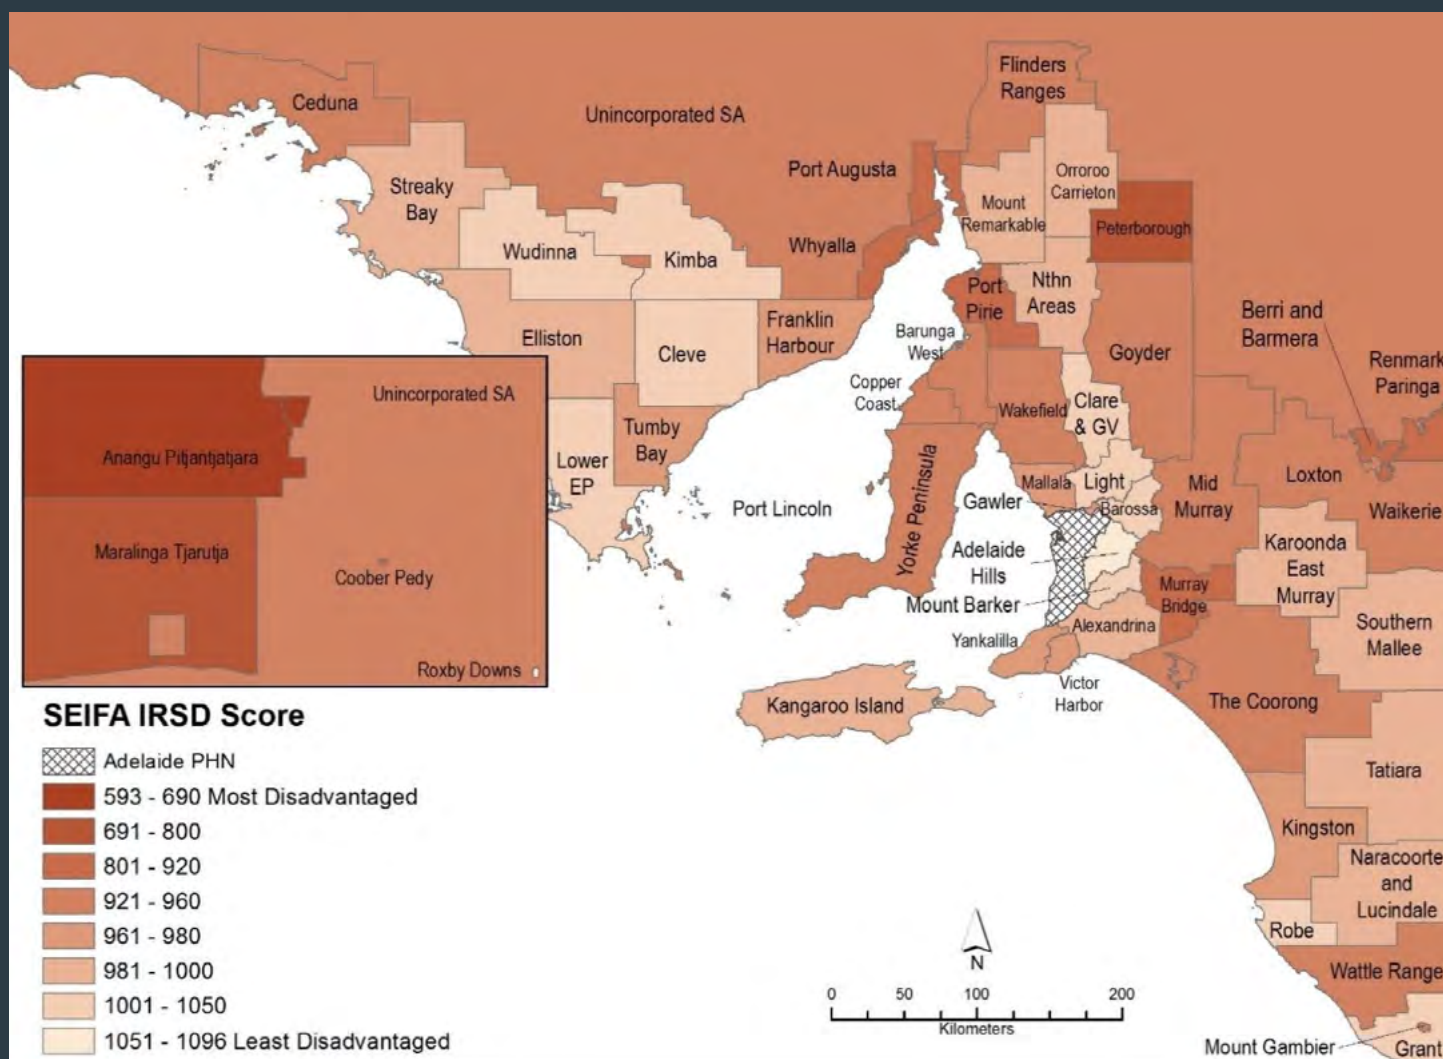 Flinders
Ranges
Ceduna
Unincorporated SA
Port Augusta
Orroroo
Carrieton
Streaky
Bay
Mount
Remarkable
Peterborough
Whyalla
Wudinna
Kimba
Nthn
Areas
Port
Pirie
Berri and
Barmera
Franklin
Harbour
Barunga
West
Elliston
Cleve
Goyder
Renmark
Paringa
Copper
Coast
Wakefield
Clare
& GV
Tumby
Bay
Lower
EP
Yorke Peninsula
Mallala
Light
Mid
Murray
Loxton
Port Lincoln
Gawler
Barossa
Waikerie
Adelaide
Hills
Karoonda
East
Murray
Mount Barker
Murray
Bridge
Alexandrina
Southern
Mallee
Yankalilla
Victor
Harbor
Kangaroo Island
The Coorong
Tatiara
Kingston
Naracoorte
and
Lucindale
Robe
Wattle Range
Mount Gambier
Grant
Unincorporated SA
Anangu Pitjantjatjara
Maralinga Tjarutja
Coober Pedy
Roxby Downs
SEIFA IRSD Score
Adelaide PHN
593 - 690 Most Disadvantaged
691 - 800
801 - 920
921 - 960
961 - 980
981 - 1000
1001 - 1050
1051 - 1096 Least Disadvantaged
N
0 50 100 200
Kilometers